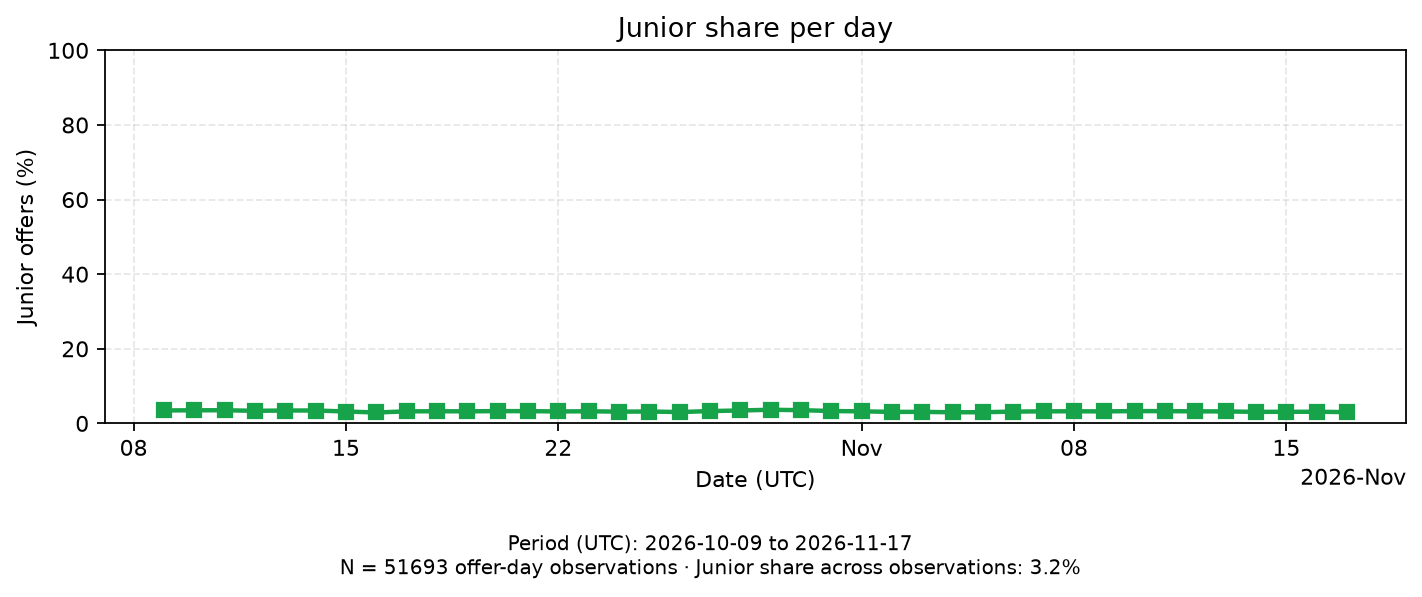 Junior share per day
Junior offers (%)
100
80
60
40
20
0
08
15
22
Nov
08
15
Date (UTC)
2026-Nov
Period (UTC): 2026-10-09 to 2026-11-17
N = 51693 offer-day observations · Junior share across observations: 3.2%